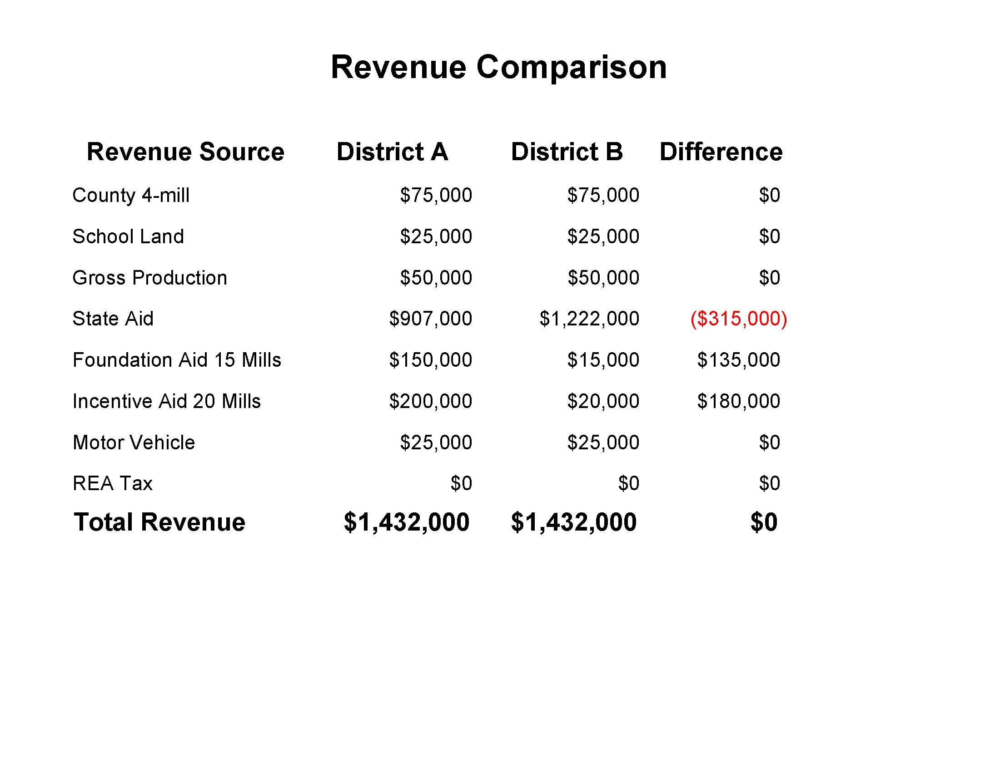 Revenue Comparison
Revenue Source District A District B Difference
County 4-mill $75,000 $75,000 $0
School Land $25,000 $25,000 $0
Gross Production $50,000 $50,000 $0
State Aid $907,000 $1,222,000 ($315,000)
Foundation Aid 15 Mills $150,000 $15,000 $135,000
Incentive Aid 20 Mills $200,000 $20,000 $180,000
Motor Vehicle $25,000 $25,000 $0
REA Tax $0 $0 $0
Total Revenue $1,432,000 $1,432,000 $0